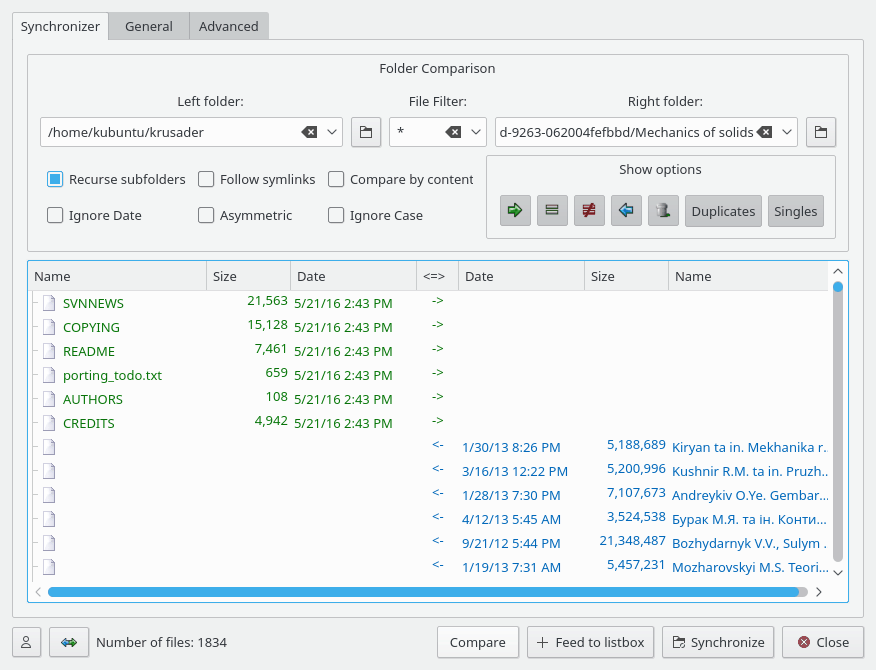 Synchronizer General Advanced
Folder Comparison
Left folder: File Filter: Right folder:
/home/kubuntu/krusader * d-9263-062004fefbbd/Mechanics of solids
Show options
Recurse subfolders Follow symlinks Compare by content
Duplicates Singles
Ignore Date Asymmetric Ignore Case
Name Size Date <=> Date Size Name
SVNNEWS 21,563 5/21/16 2:43 PM ->
COPYING 15,128 5/21/16 2:43 PM ->
README 7,461 5/21/16 2:43 PM ->
porting_todo.txt 659 5/21/16 2:43 PM ->
AUTHORS 108 5/21/16 2:43 PM ->
CREDITS 4,942 5/21/16 2:43 PM ->
<- 1/30/13 8:26 PM 5,188,689 Kiryan ta in. Mekhanika r..
<- 3/16/13 12:22 PM 5,200,996 Kushnir R.M. ta in. Pruzh..
<- 1/28/13 7:30 PM 7,107,673 Andreykiv O.Ye. Gembar...
<- 4/12/13 5:45 AM 3,524,538 Бурак М.Я. та ін. Конти...
<- 9/21/12 5:44 PM 21,348,487 Bozhydarnyk V.V., Sulym .
<- 1/19/13 7:31 AM 5,457,231 Mozharovskyi M.S. Teori...
Number of files: 1834 Compare Feed to listbox Synchronize Close